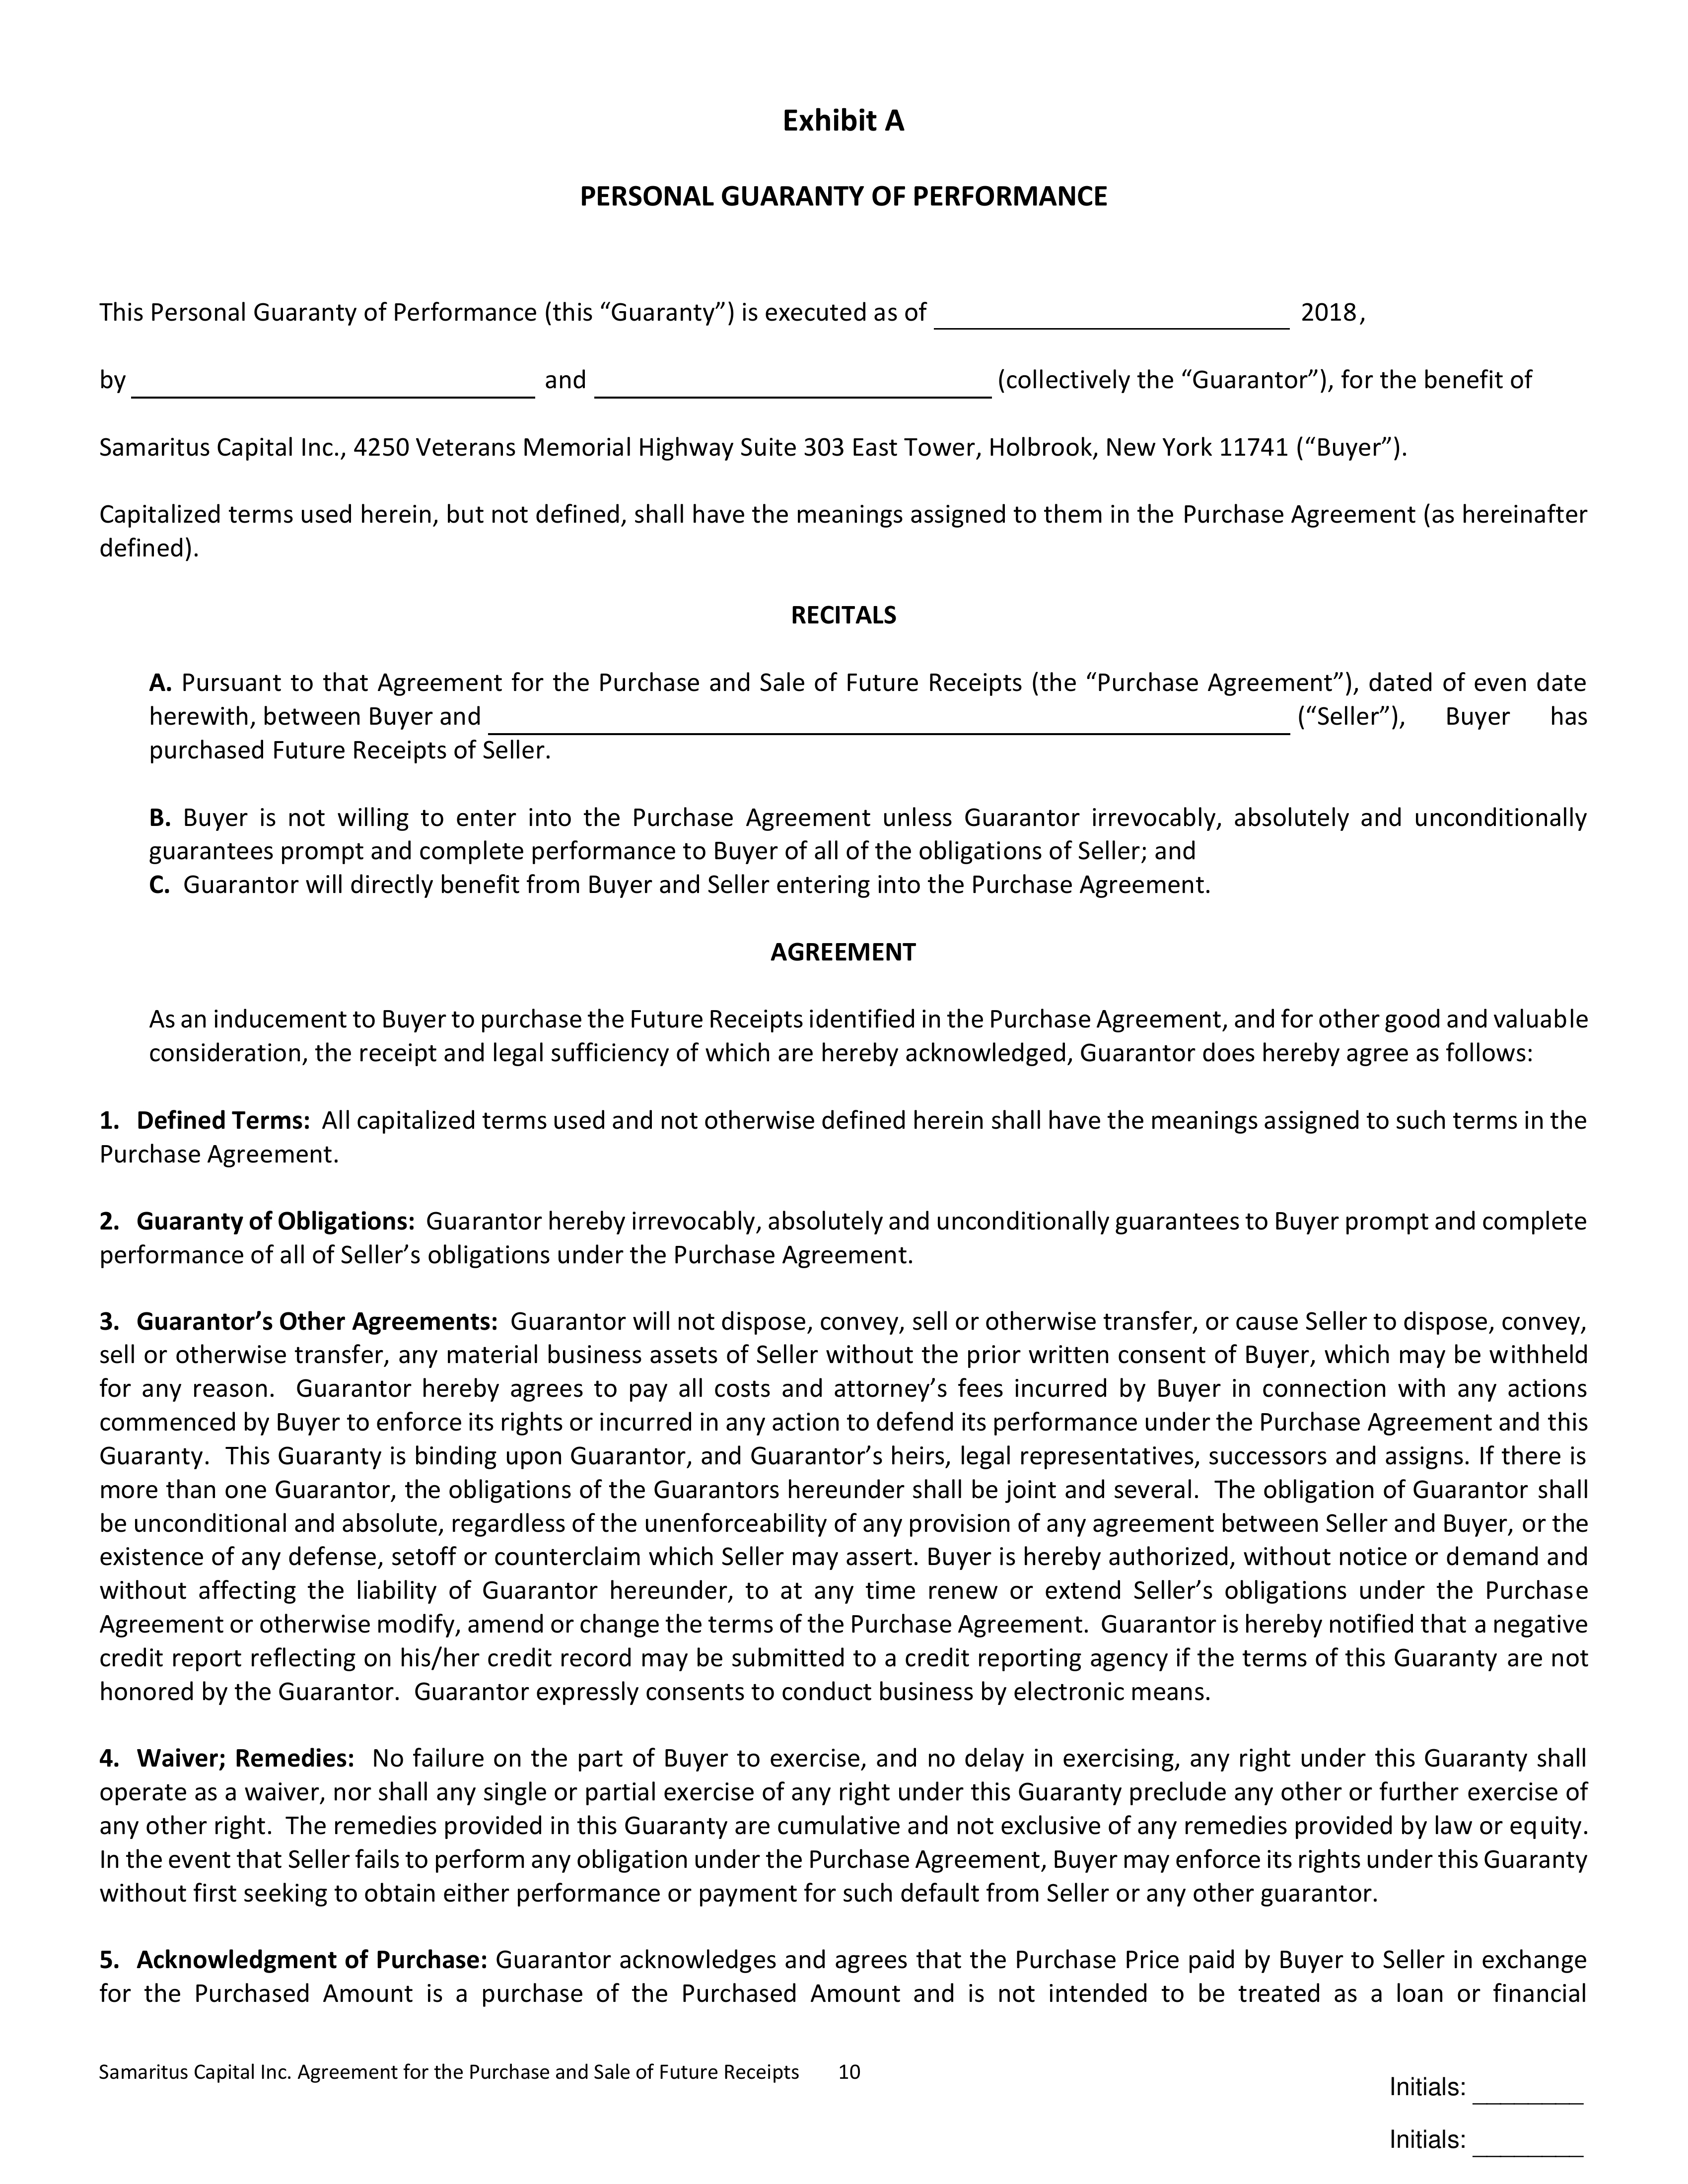 Exhibit A
PERSONAL GUARANTY OF PERFORMANCE
This Personal Guaranty of Performance (this “Guaranty”) is executed as of ____________________ 2018,
by ____________________ and ____________________ (collectively the “Guarantor”), for the benefit of
Samaritus Capital Inc., 4250 Veterans Memorial Highway Suite 303 East Tower, Holbrook, New York 11741 (“Buyer”).
Capitalized terms used herein, but not defined, shall have the meanings assigned to them in the Purchase Agreement (as hereinafter
defined).
RECITALS
A. Pursuant to that Agreement for the Purchase and Sale of Future Receipts (the “Purchase Agreement”), dated of even date
herewith, between Buyer and ____________________ (“Seller”), Buyer has
purchased Future Receipts of Seller.
B. Buyer is not willing to enter into the Purchase Agreement unless Guarantor irrevocably, absolutely and unconditionally
guarantees prompt and complete performance to Buyer of all of the obligations of Seller; and
C. Guarantor will directly benefit from Buyer and Seller entering into the Purchase Agreement.
AGREEMENT
As an inducement to Buyer to purchase the Future Receipts identified in the Purchase Agreement, and for other good and valuable
consideration, the receipt and legal sufficiency of which are hereby acknowledged, Guarantor does hereby agree as follows:
1. Defined Terms: All capitalized terms used and not otherwise defined herein shall have the meanings assigned to such terms in the
Purchase Agreement.
2. Guaranty of Obligations: Guarantor hereby irrevocably, absolutely and unconditionally guarantees to Buyer prompt and complete
performance of all of Seller’s obligations under the Purchase Agreement.
3. Guarantor’s Other Agreements: Guarantor will not dispose, convey, sell or otherwise transfer, or cause Seller to dispose, convey,
sell or otherwise transfer, any material business assets of Seller without the prior written consent of Buyer, which may be withheld
for any reason. Guarantor hereby agrees to pay all costs and attorney’s fees incurred by Buyer in connection with any actions
commenced by Buyer to enforce its rights or incurred in any action to defend its performance under the Purchase Agreement and this
Guaranty. This Guaranty is binding upon Guarantor, and Guarantor’s heirs, legal representatives, successors and assigns. If there is
more than one Guarantor, the obligations of the Guarantors hereunder shall be joint and several. The obligation of Guarantor shall
be unconditional and absolute, regardless of the unenforceability of any provision of any agreement between Seller and Buyer, or the
existence of any defense, setoff or counterclaim which Seller may assert. Buyer is hereby authorized, without notice or demand and
without affecting the liability of Guarantor hereunder, to at any time renew or extend Seller’s obligations under the Purchase
Agreement or otherwise modify, amend or change the terms of the Purchase Agreement. Guarantor is hereby notified that a negative
credit report reflecting on his/her credit record may be submitted to a credit reporting agency if the terms of this Guaranty are not
honored by the Guarantor. Guarantor expressly consents to conduct business by electronic means.
4. Waiver; Remedies: No failure on the part of Buyer to exercise, and no delay in exercising, any right under this Guaranty shall
operate as a waiver, nor shall any single or partial exercise of any right under this Guaranty preclude any other or further exercise of
any other right. The remedies provided in this Guaranty are cumulative and not exclusive of any remedies provided by law or equity.
In the event that Seller fails to perform any obligation under the Purchase Agreement, Buyer may enforce its rights under this Guaranty
without first seeking to obtain either performance or payment for such default from Seller or any other guarantor.
5. Acknowledgment of Purchase: Guarantor acknowledges and agrees that the Purchase Price paid by Buyer to Seller in exchange
for the Purchased Amount is a purchase of the Purchased Amount and is not intended to be treated as a loan or financial
Samaritus Capital Inc. Agreement for the Purchase and Sale of Future Receipts 10
Initials: ________
Initials: ________